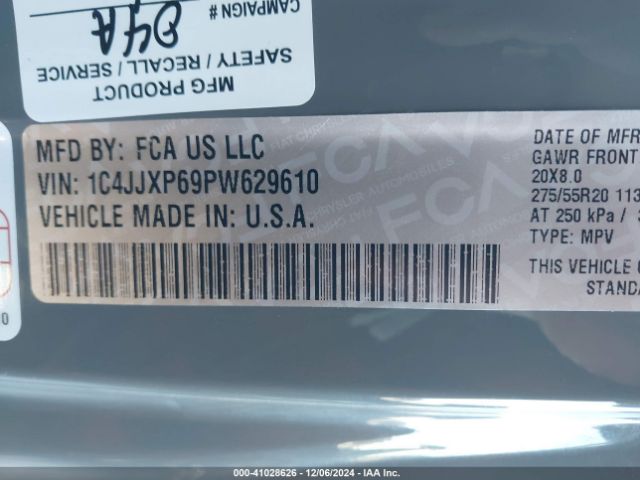 CAMPAIGN #
04A
SAFETY / RECALL / SERVICE
MFG PRODUCT
MFD BY: FCA US LLC
VIN: 1C4JJXP69PW629610
VEHICLE MADE IN: U.S.A.
DATE OF MFR
GAWR FRONT
20X8.0
275/55R20 113
AT 250 kPa /
TYPE: MPV
THIS VEHICLE
STANDA
000-41028626 - 12/06/2024 - IAA Inc.